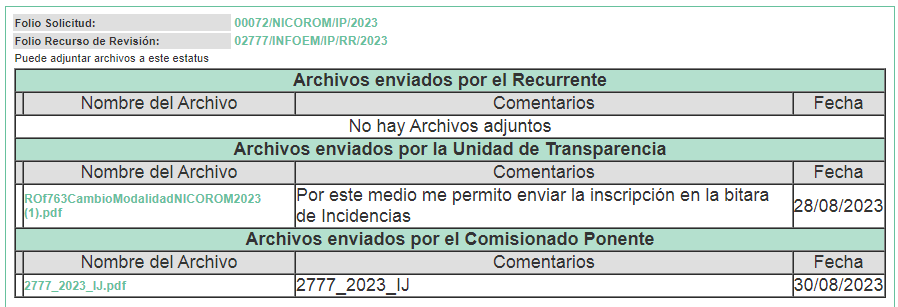 Folio Solicitud: 00072/NICOROM/IP/2023
Folio Recurso de Revisión: 02777/INFOEM/IP/RR/2023
Puede adjuntar archivos a este estatus
Archivos enviados por el Recurrente
Nombre del Archivo Comentarios Fecha
No hay Archivos adjuntos
Archivos enviados por la Unidad de Transparencia
Nombre del Archivo Comentarios Fecha
ROf763CambioModalidadNICOROM2023
(1).pdf
Por este medio me permito enviar la inscripción en la bitara
de Incidencias
28/08/2023
Archivos enviados por el Comisionado Ponente
Nombre del Archivo Comentarios Fecha
2777_2023_IJ.pdf 2777_2023_IJ 30/08/2023